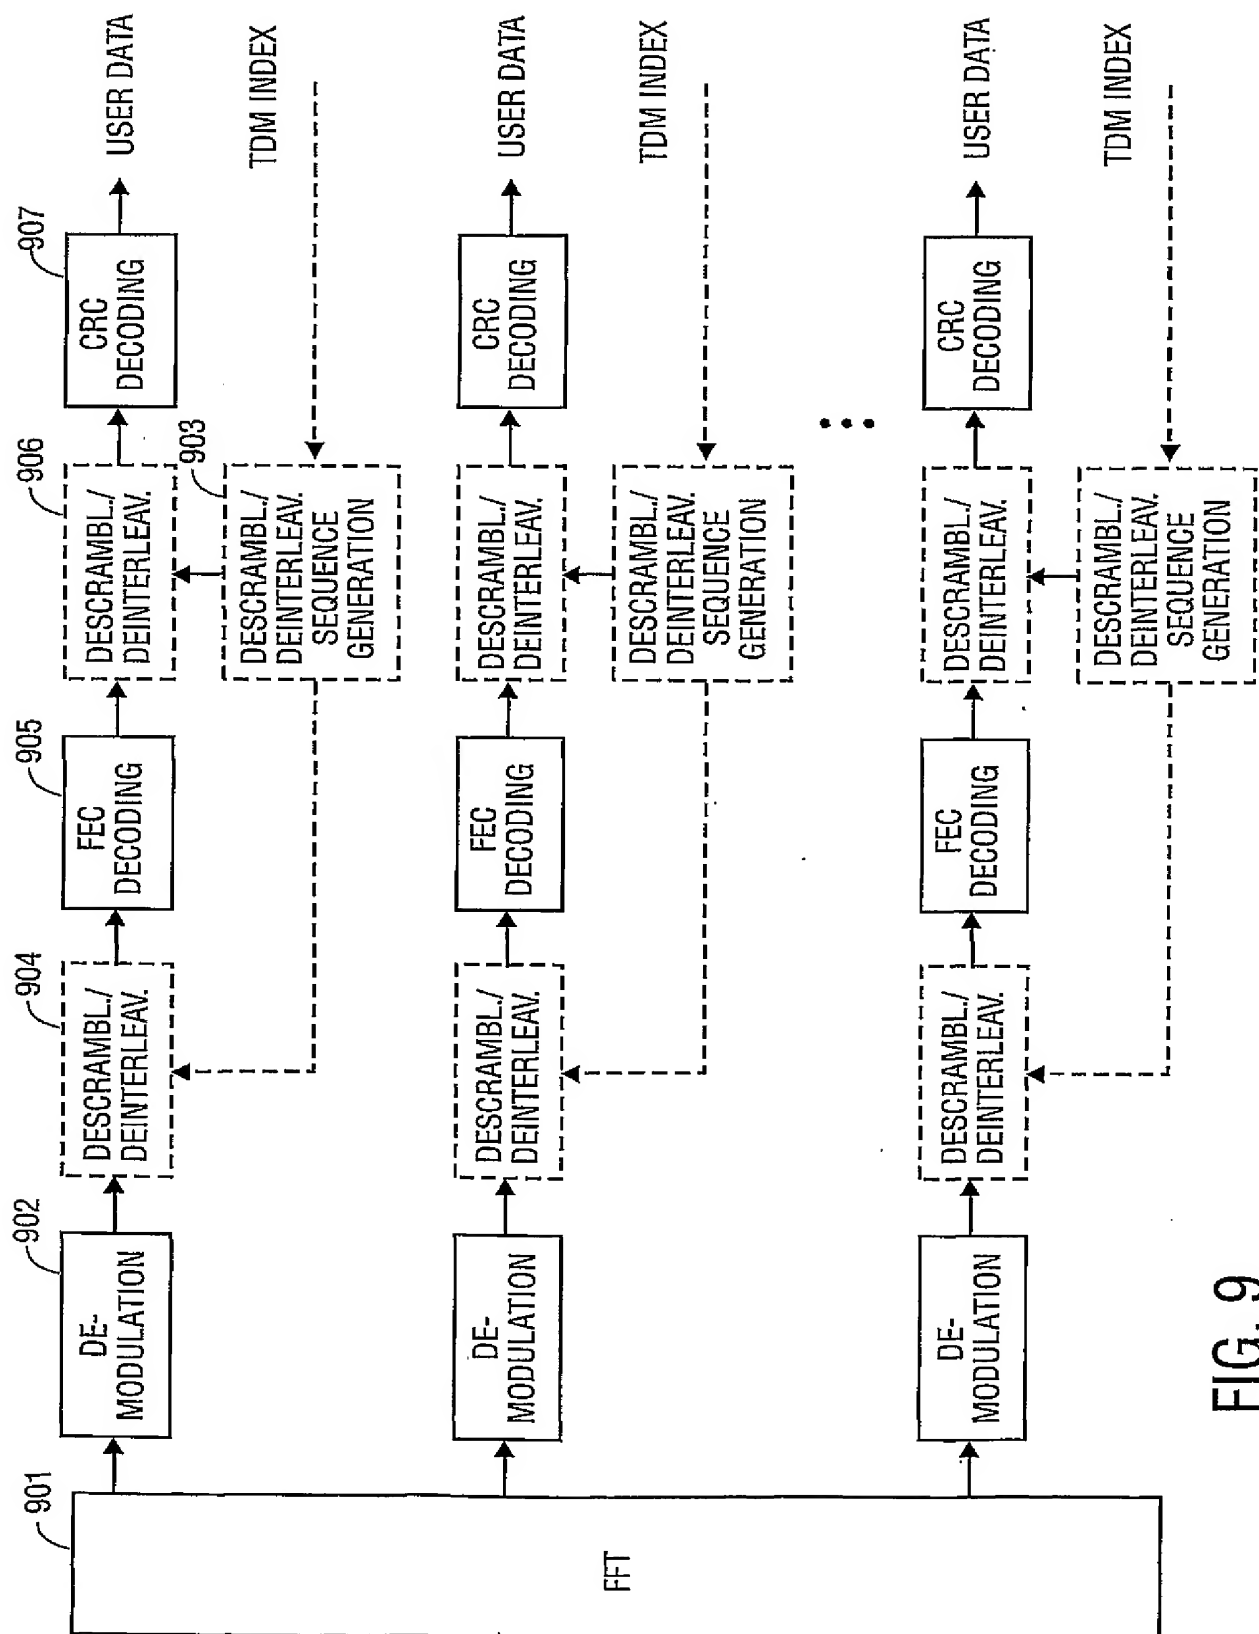 901
902
904
905
906
907
FFT
DE-
MODULATION
DESCRAMBL./
DEINTERLEAV.
FEC
DECODING
DESCRAMBL./
DEINTERLEAV.
CRC
DECODING
USER DATA
903
DESCRAMBL./
DEINTERLEAV.
SEQUENCE
GENERATION
TDM INDEX
DE-
MODULATION
DESCRAMBL./
DEINTERLEAV.
FEC
DECODING
DESCRAMBL./
DEINTERLEAV.
CRC
DECODING
USER DATA
DESCRAMBL./
DEINTERLEAV.
SEQUENCE
GENERATION
TDM INDEX
DE-
MODULATION
DESCRAMBL./
DEINTERLEAV.
FEC
DECODING
DESCRAMBL./
DEINTERLEAV.
CRC
DECODING
USER DATA
DESCRAMBL./
DEINTERLEAV.
SEQUENCE
GENERATION
TDM INDEX
FIG. 9